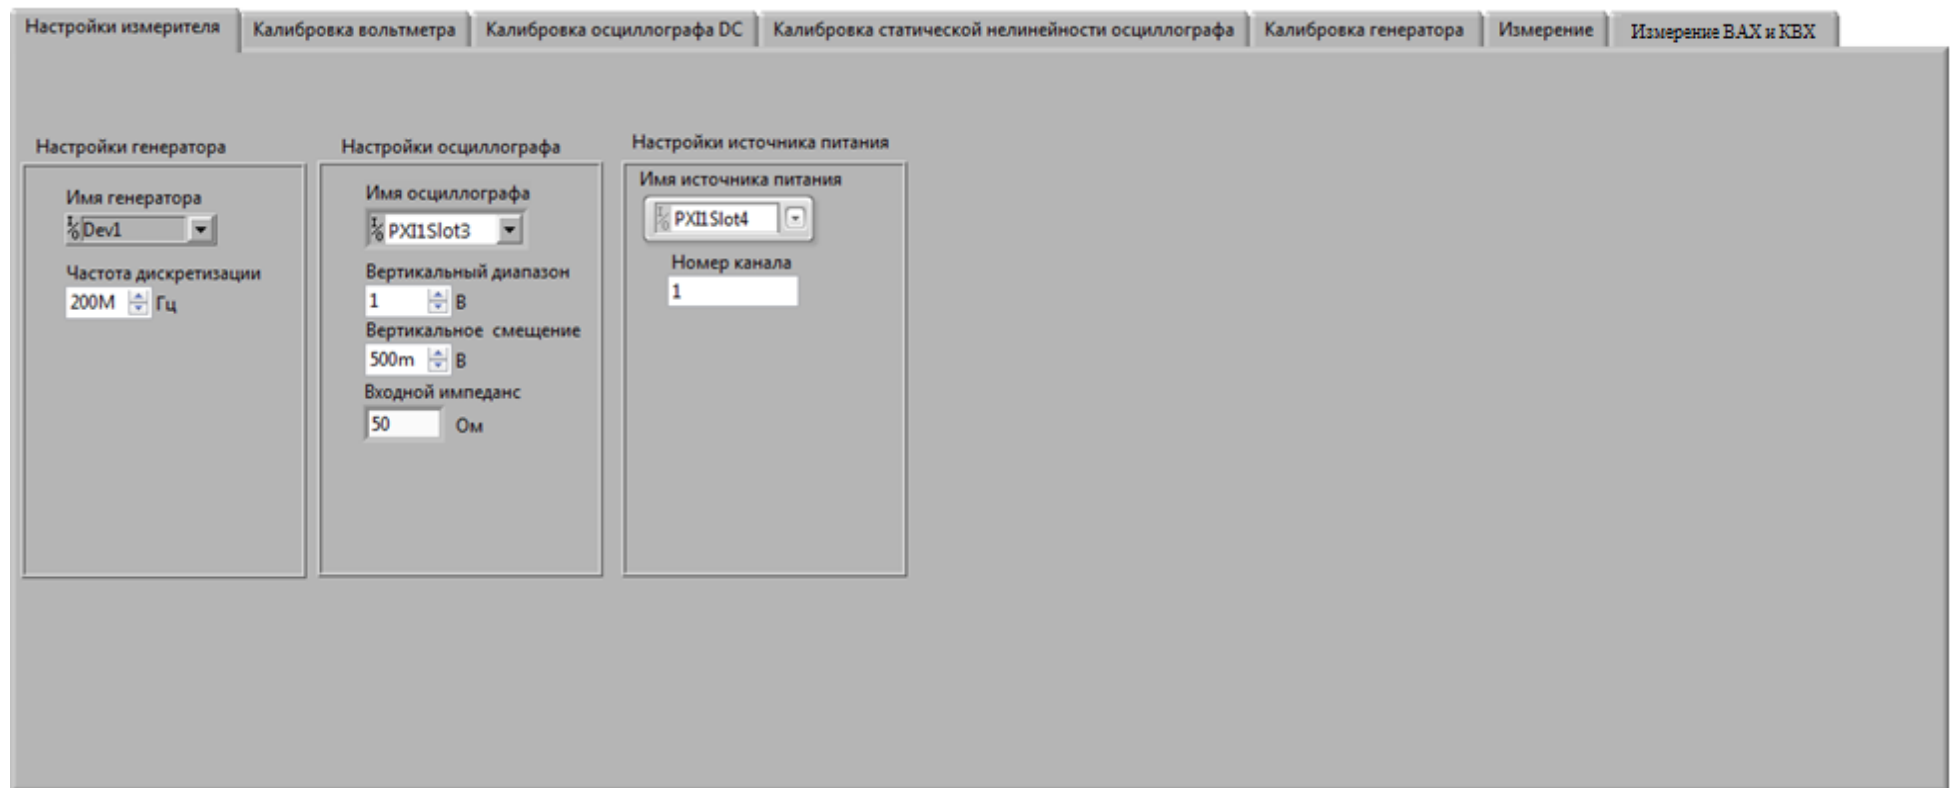 Настройки измерителя
Калибровка вольтметра
Калибровка осциллографа DC
Калибровка статической нелинейности осциллографа
Калибровка генератора
Измерение
Измерение ВАХ и КВХ
Настройки генератора
Имя генератора
Dev1
Частота дискретизации
200M Гц
Настройки осциллографа
Имя осциллографа
PXI1Slot3
Вертикальный диапазон
1 В
Вертикальное смещение
500m В
Входной импеданс
50 Ом
Настройки источника питания
Имя источника питания
PXI1Slot4
Номер канала
1